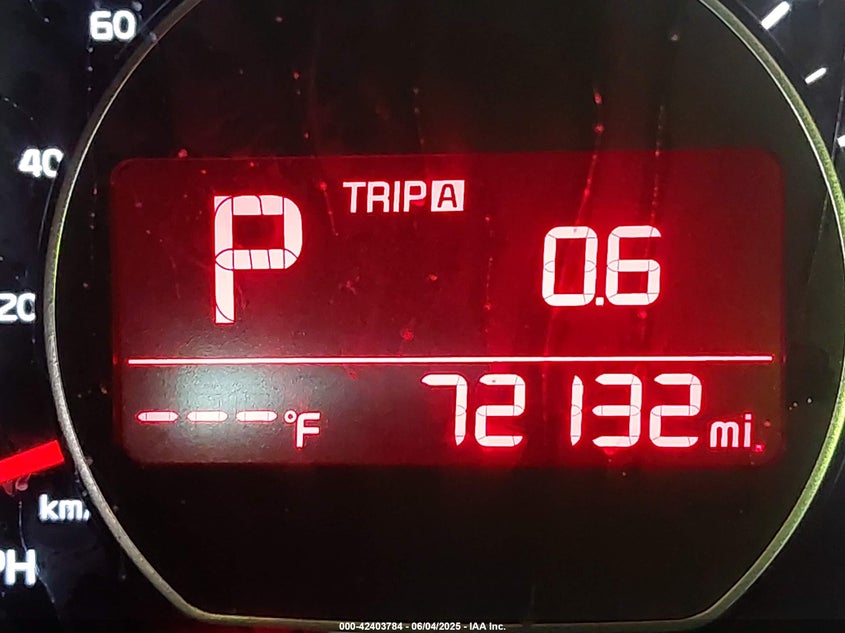 60
40
20
TRIP A
P
0.6
---°F
72132 mi.
km/
PH
000-42403784 - 06/04/2025 - IAA Inc.